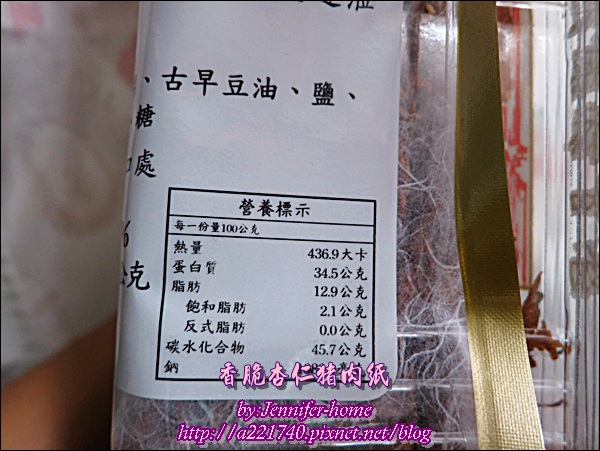 、古早豆油、鹽、
糖
處
%
公克
營養標示
每一份量100公克
熱量 436.9大卡
蛋白質 34.5公克
脂肪 12.9公克
飽和脂肪 2.1公克
反式脂肪 0.0公克
碳水化合物 45.7公克
鈉
香脆杏仁豬肉紙
by:Jennifer-home
http://a221740.pixnet.net/blog